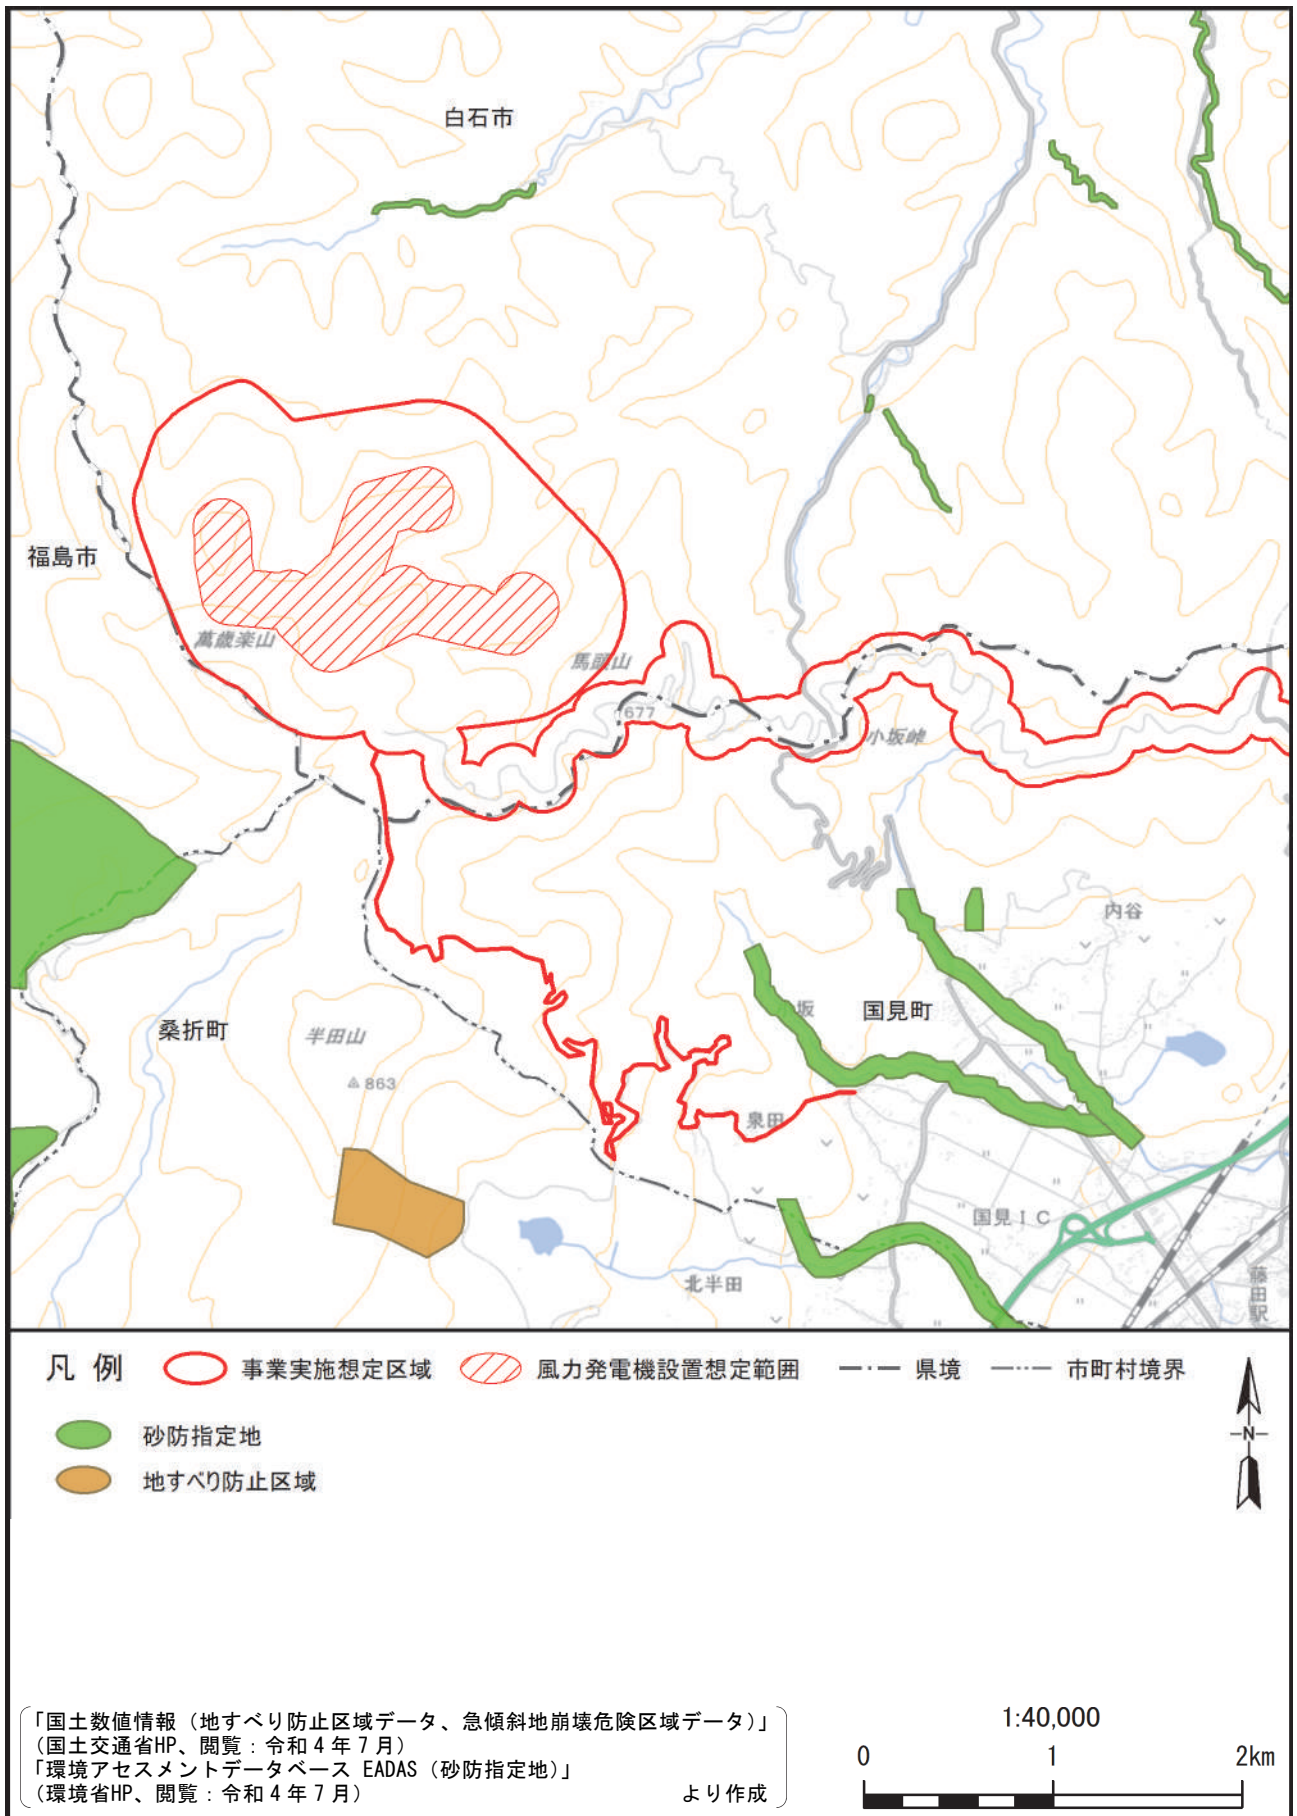 白石市
福島市
萬歳楽山
馬頭山
677
小坂峠
内谷
小坂
国見町
桑折町
半田山
863
泉田
国見IC
北半田
藤田駅
凡例
事業実施想定区域
風力発電機設置想定範囲
県境
市町村境界
砂防指定地
地すべり防止区域
N
「国土数値情報（地すべり防止区域データ、急傾斜地崩壊危険区域データ）」
（国土交通省HP、閲覧：令和4年7月）
「環境アセスメントデータベース EADAS（砂防指定地）」
（環境省HP、閲覧：令和4年7月） より作成
1:40,000
0 1 2km